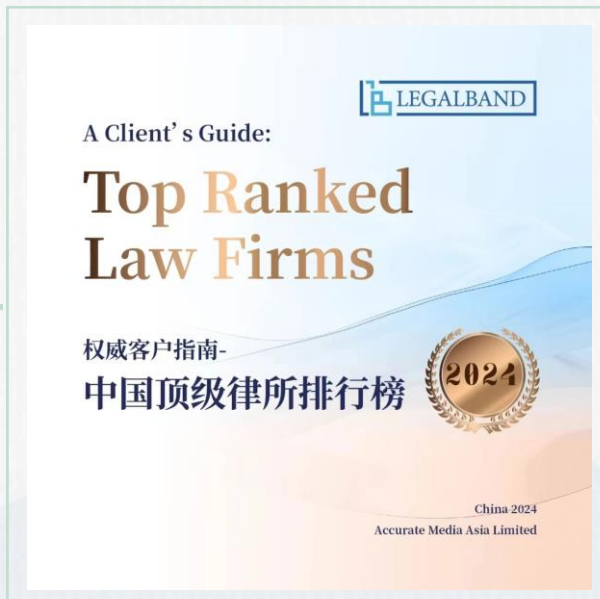 LEGALBAND
A Client's Guide:
Top Ranked
Law Firms
权威客户指南-
中国顶级律所排行榜
2024
China 2024
Accurate Media Asia Limited